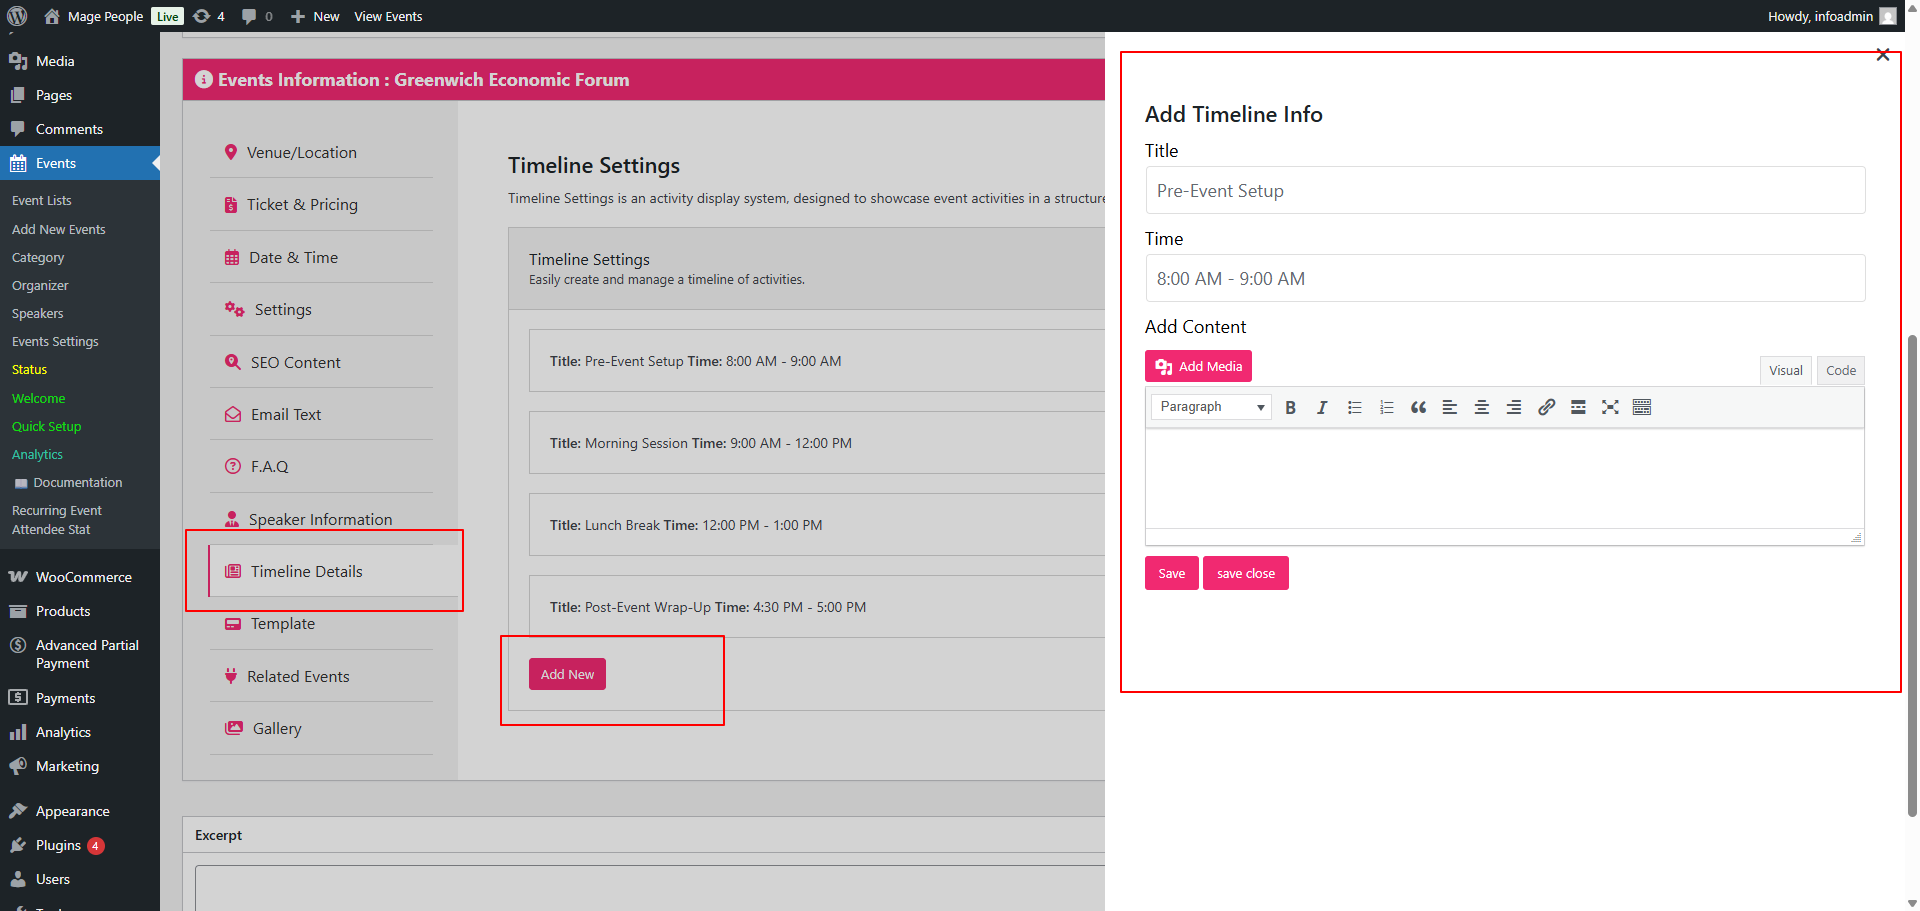 Mage People Live 4 0 New View Events
Howdy, infoadmin
Media
Pages
Comments
Events
Event Lists
Add New Events
Category
Organizer
Speakers
Events Settings
Status
Welcome
Quick Setup
Analytics
Documentation
Recurring Event
Attendee Stat
WooCommerce
Products
Advanced Partial
Payment
Payments
Analytics
Marketing
Appearance
Plugins 4
Users
Events Information : Greenwich Economic Forum
Venue/Location
Ticket & Pricing
Date & Time
Settings
SEO Content
Email Text
F.A.Q
Speaker Information
Timeline Details
Template
Related Events
Gallery
Timeline Settings
Timeline Settings is an activity display system, designed to showcase event activities in a structure
Timeline Settings
Easily create and manage a timeline of activities.
Title: Pre-Event Setup Time: 8:00 AM - 9:00 AM
Title: Morning Session Time: 9:00 AM - 12:00 PM
Title: Lunch Break Time: 12:00 PM - 1:00 PM
Title: Post-Event Wrap-Up Time: 4:30 PM - 5:00 PM
Add New
Excerpt
Add Timeline Info
Title
Pre-Event Setup
Time
8:00 AM - 9:00 AM
Add Content
Add Media
Visual Code
Paragraph B I
Save save close